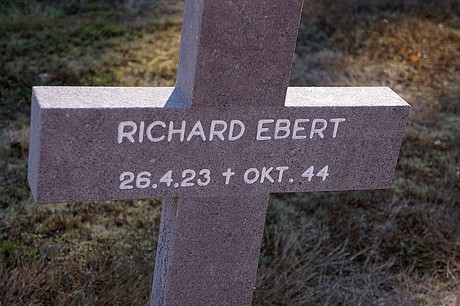 RICHARD EBERT
26.4.23 † OKT. 44